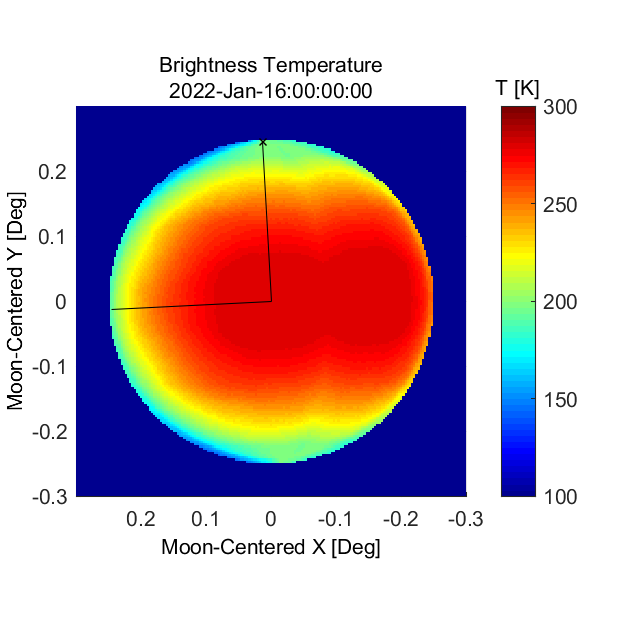 Brightness Temperature
2022-Jan-16:00:00:00
T [K]
300
250
200
150
100
Moon-Centered Y [Deg]
0.2
0.1
0
-0.1
-0.2
-0.3
0.2 0.1 0 -0.1 -0.2 -0.3
Moon-Centered X [Deg]